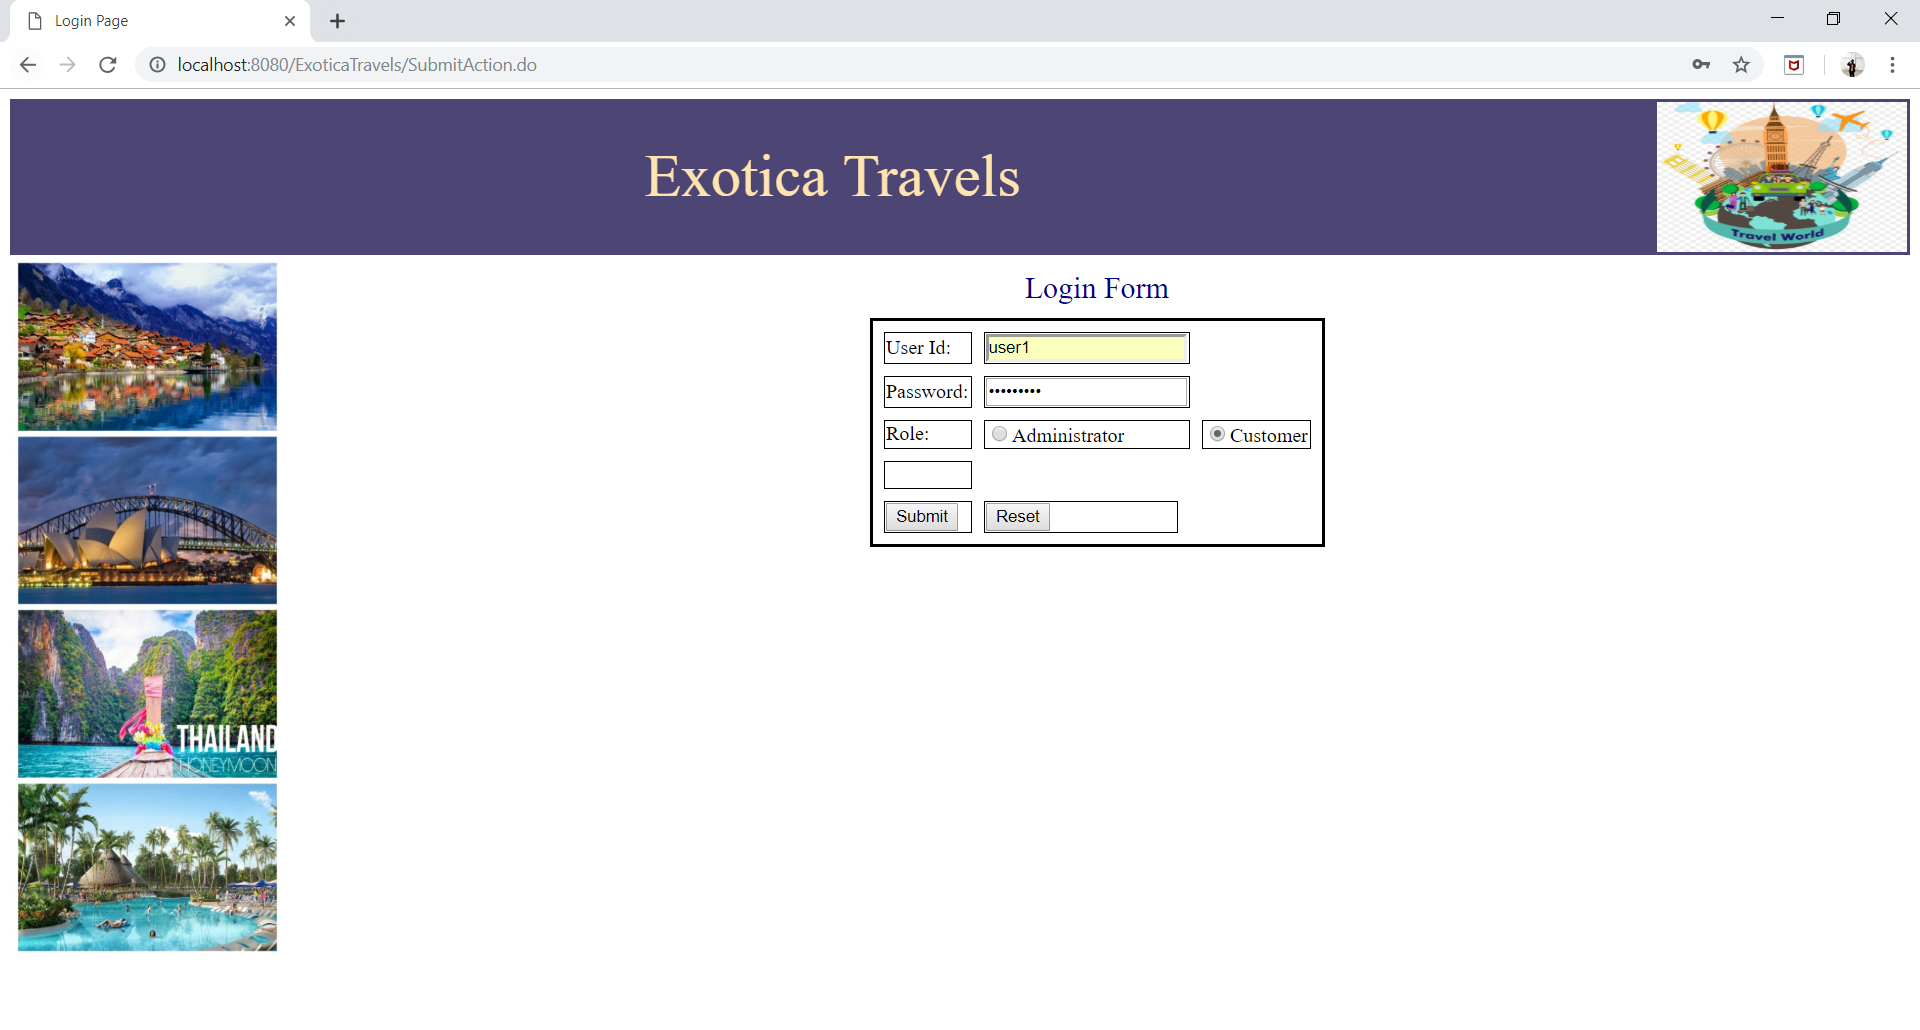 Login Page
localhost:8080/ExoticaTravels/SubmitAction.do
Exotica Travels
Travel World
Login Form
User Id: user1
Password: •••••••••
Role: Administrator Customer
Submit Reset
THAILAND
HONEYMOON